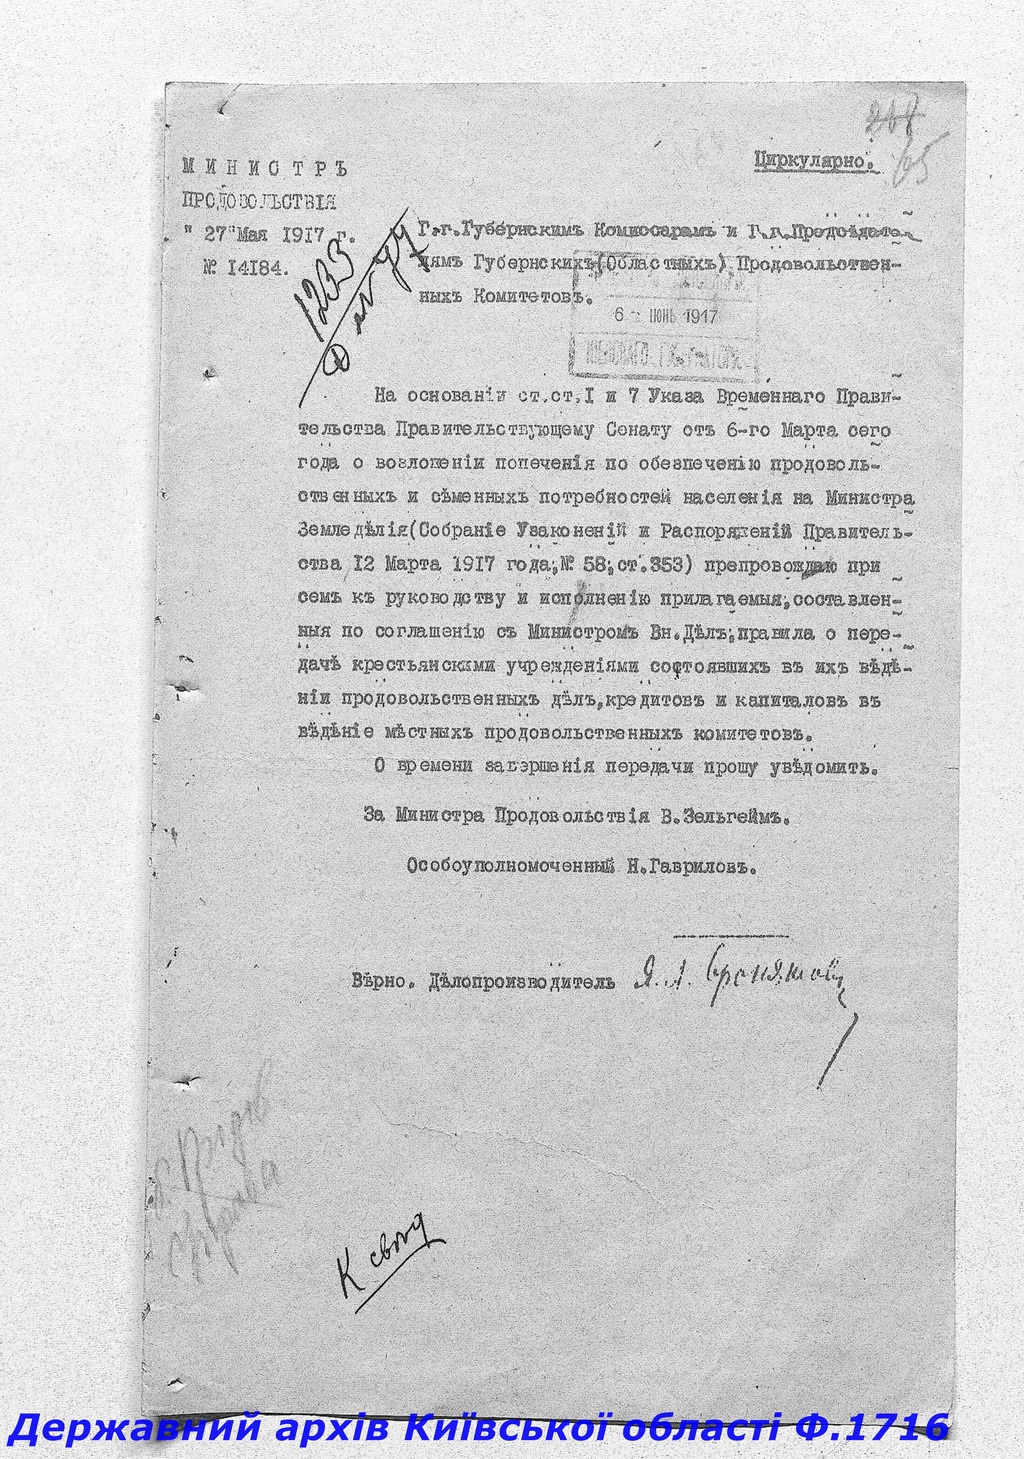 Циркулярно.
МИНИСТРЪ
ПРОДОВОЛЬСТВІЯ
" 27 " Мая 1917 г.
№ 14184.
Г.г. Губернскимъ Комиссарамъ и Г.г. Предсѣдате-
лямъ Губернскихъ (Областныхъ) Продовольствен-
ныхъ Комитетовъ.
1233
6 ИЮНЬ 1917
На основаніи ст.ст. I и 7 Указа Временнаго Прави-
тельства Правительствующему Сенату отъ 6-го Марта сего
года о возложеніи попеченія по обезпеченію продоволь-
ственныхъ и сѣменныхъ потребностей населенія на Министра
Земледѣлія (Собраніе Узаконеній и Распоряженій Правитель-
ства 12 Марта 1917 года, № 58, ст. 353) препровождаю при
семъ къ руководству и исполненію прилагаемыя, составлен-
ныя по соглашенію съ Министромъ Вн. Дѣлъ, правила о пере-
дачѣ крестьянскими учрежденіями состоявшихъ въ ихъ вѣдѣ-
ніи продовольственныхъ дѣлъ, кредитовъ и капиталовъ въ
вѣдѣніе мѣстныхъ продовольственныхъ комитетовъ.
О времени завершенія передачи прошу увѣдомить.
За Министра Продовольствія В. Зельгеймъ.
Особоуполномоченный Н. Гавриловъ.
Вѣрно. Дѣлопроизводитель
К своду
Державний архів Київської області Ф.1716